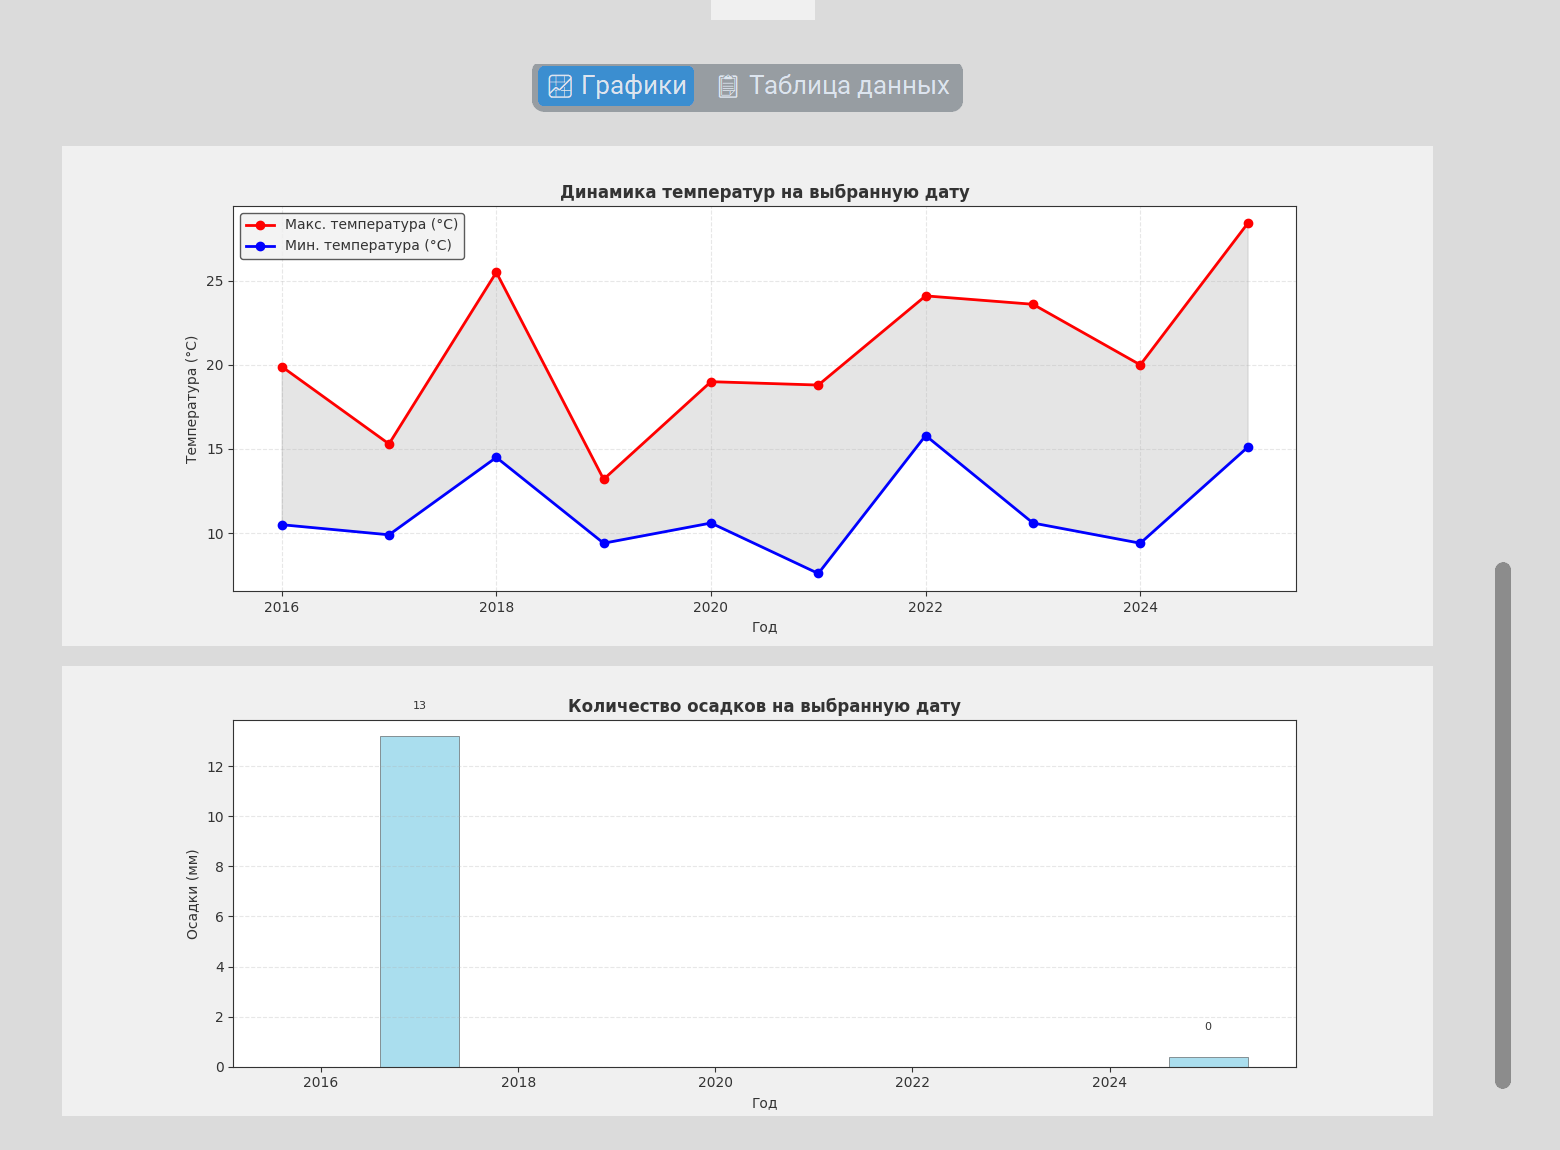 Графики
Таблица данных
Динамика температур на выбранную дату
Макс. температура (°C)
Мин. температура (°C)
Температура (°C)
25
20
15
10
2016
2018
2020
2022
2024
Год
Количество осадков на выбранную дату
13
Осадки (мм)
12
10
8
6
4
2
0
0
2016
2018
2020
2022
2024
Год